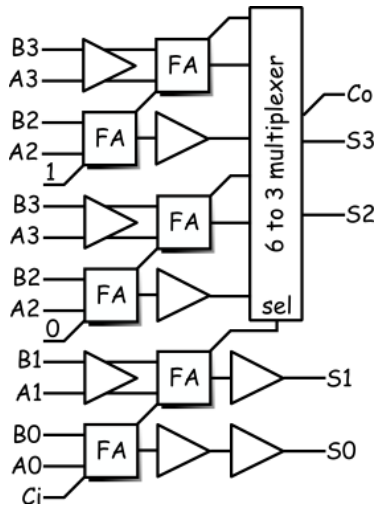 B3
FA
A3
Co
B2
FA
A2
S3
1
6 to 3 multiplexer
B3
FA
S2
A3
B2
FA
A2
sel
0
B1
FA
S1
A1
B0
FA
S0
A0
Ci